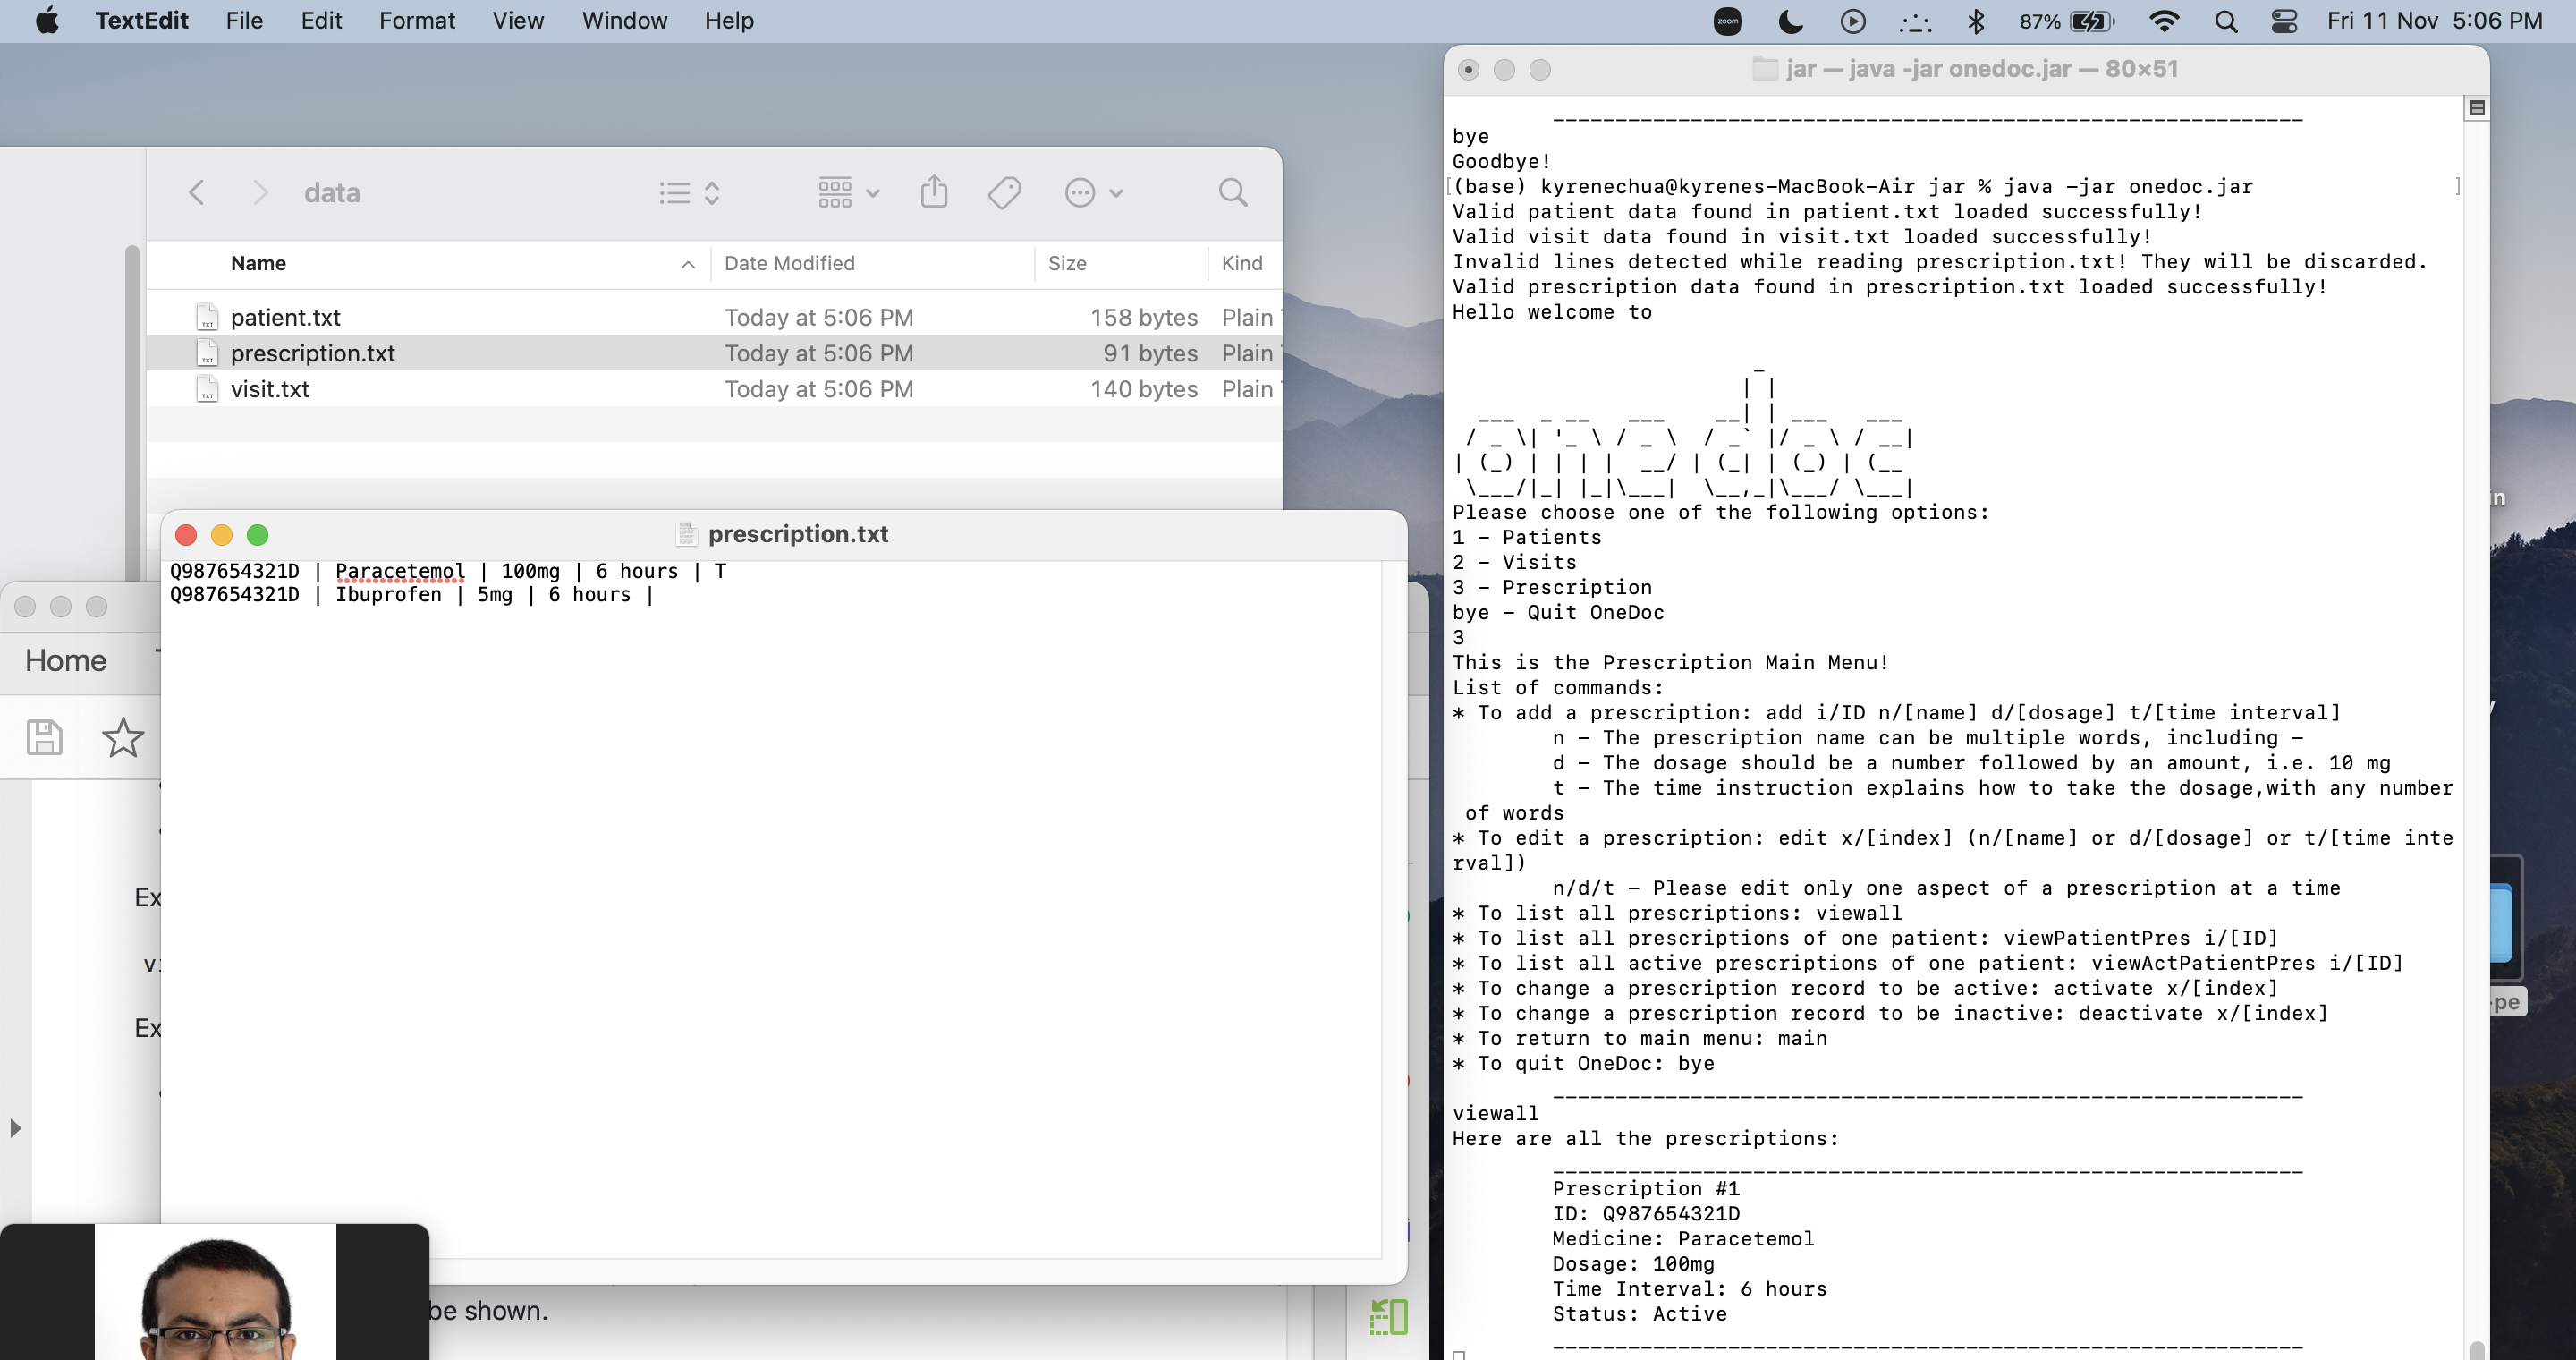 TextEdit File Edit Format View Window Help
zoom 87% Fri 11 Nov 5:06 PM
data
Name Date Modified Size Kind
patient.txt Today at 5:06 PM 158 bytes Plain
prescription.txt Today at 5:06 PM 91 bytes Plain
visit.txt Today at 5:06 PM 140 bytes Plain
prescription.txt
Q987654321D | Paracetemol | 100mg | 6 hours | T
Q987654321D | Ibuprofen | 5mg | 6 hours |
Home
Ex
Ex
be shown.
jar — java -jar onedoc.jar — 80×51
bye
Goodbye!
(base) kyrenechua@kyrenes-MacBook-Air jar % java -jar onedoc.jar
Valid patient data found in patient.txt loaded successfully!
Valid visit data found in visit.txt loaded successfully!
Invalid lines detected while reading prescription.txt! They will be discarded.
Valid prescription data found in prescription.txt loaded successfully!
Hello welcome to
onedoc
Please choose one of the following options:
1 - Patients
2 - Visits
3 - Prescription
bye - Quit OneDoc
3
This is the Prescription Main Menu!
List of commands:
* To add a prescription: add i/ID n/[name] d/[dosage] t/[time interval]
n - The prescription name can be multiple words, including -
d - The dosage should be a number followed by an amount, i.e. 10 mg
t - The time instruction explains how to take the dosage,with any number
of words
* To edit a prescription: edit x/[index] (n/[name] or d/[dosage] or t/[time inte
rval])
n/d/t - Please edit only one aspect of a prescription at a time
* To list all prescriptions: viewall
* To list all prescriptions of one patient: viewPatientPres i/[ID]
* To list all active prescriptions of one patient: viewActPatientPres i/[ID]
* To change a prescription record to be active: activate x/[index]
* To change a prescription record to be inactive: deactivate x/[index]
* To return to main menu: main
* To quit OneDoc: bye
viewall
Here are all the prescriptions:
Prescription #1
ID: Q987654321D
Medicine: Paracetemol
Dosage: 100mg
Time Interval: 6 hours
Status: Active